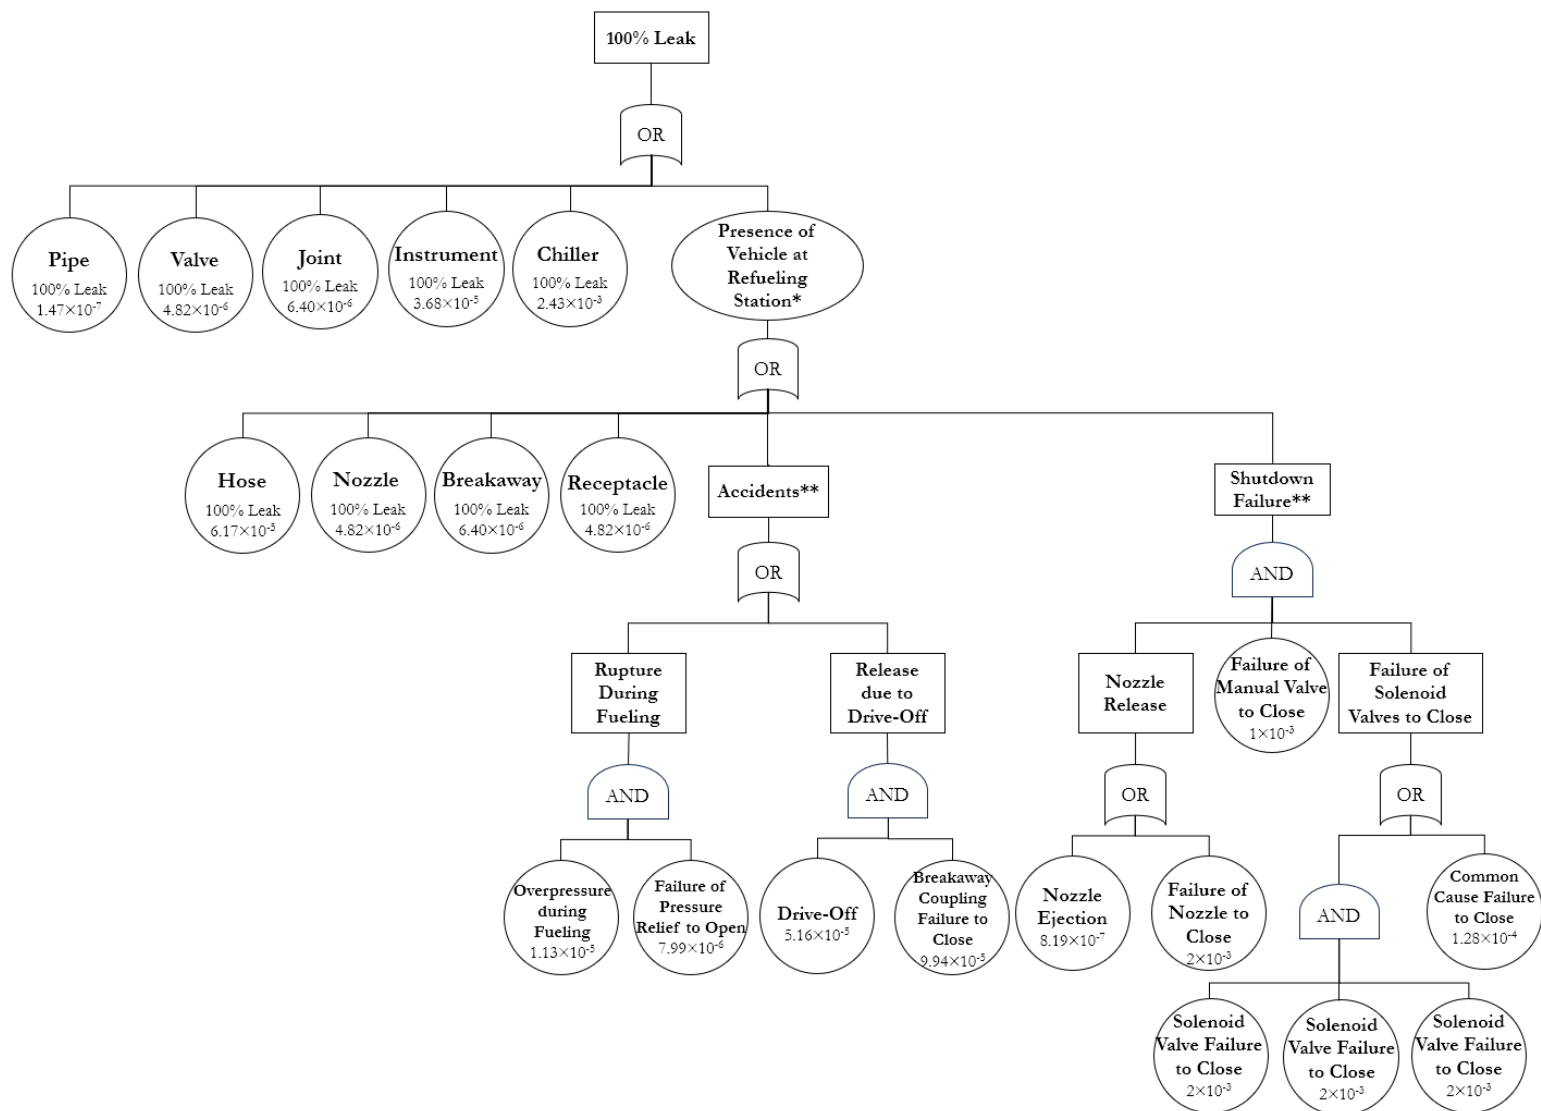 100% Leak
OR
Pipe
100% Leak
1.47×10⁻⁷
Valve
100% Leak
4.82×10⁻⁶
Joint
100% Leak
6.40×10⁻⁶
Instrument
100% Leak
3.68×10⁻⁵
Chiller
100% Leak
2.43×10⁻³
Presence of
Vehicle at
Refueling
Station*
OR
Hose
100% Leak
6.17×10⁻⁵
Nozzle
100% Leak
4.82×10⁻⁶
Breakaway
100% Leak
6.40×10⁻⁶
Receptacle
100% Leak
4.82×10⁻⁶
Accidents**
Shutdown
Failure**
OR
AND
Rupture
During
Fueling
Release
due to
Drive-Off
Nozzle
Release
Failure of
Manual Valve
to Close
1×10⁻³
Failure of
Solenoid
Valves to Close
AND
AND
OR
OR
Overpressure
during
Fueling
1.13×10⁻⁵
Failure of
Pressure
Relief to Open
7.99×10⁻⁶
Drive-Off
5.16×10⁻⁵
Breakaway
Coupling
Failure to
Close
9.94×10⁻⁵
Nozzle
Ejection
8.19×10⁻⁷
Failure of
Nozzle to
Close
2×10⁻³
AND
Common
Cause Failure
to Close
1.28×10⁻⁴
Solenoid
Valve Failure
to Close
2×10⁻³
Solenoid
Valve Failure
to Close
2×10⁻³
Solenoid
Valve Failure
to Close
2×10⁻³